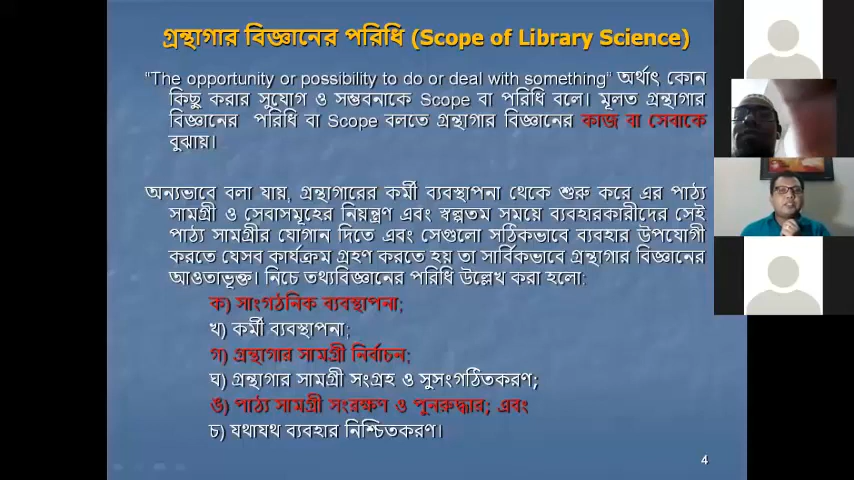 গ্রন্থাগার বিজ্ঞানের পরিধি (Scope of Library Science)
"The opportunity or possibility to do or deal with something" অর্থাৎ কোন
কিছু করার সুযোগ ও সম্ভবনাকে Scope বা পরিধি বলে। মূলত গ্রন্থাগার
বিজ্ঞানের পরিধি বা Scope বলতে গ্রন্থাগার বিজ্ঞানের কাজ বা সেবাকে
বুঝায়।
অন্যভাবে বলা যায়, গ্রন্থাগারের কর্মী ব্যবস্থাপনা থেকে শুরু করে এর পাঠ্য
সামগ্রী ও সেবাসমূহের নিয়ন্ত্রণ এবং স্বল্পতম সময়ে ব্যবহারকারীদের সেই
পাঠ্য সামগ্রীর যোগান দিতে এবং সেগুলো সঠিকভাবে ব্যবহার উপযোগী
করতে যেসব কার্যক্রম গ্রহণ করতে হয় তা সার্বিকভাবে গ্রন্থাগার বিজ্ঞানের
আওতাভূক্ত। নিচে তথ্যবিজ্ঞানের পরিধি উল্লেখ করা হলো:
ক) সাংগঠনিক ব্যবস্থাপনা;
খ) কর্মী ব্যবস্থাপনা;
গ) গ্রন্থাগার সামগ্রী নির্বাচন;
ঘ) গ্রন্থাগার সামগ্রী সংগ্রহ ও সুসংগঠিতকরণ;
ঙ) পাঠ্য সামগ্রী সংরক্ষণ ও পুনরুদ্ধার; এবং
চ) যথাযথ ব্যবহার নিশ্চিতকরণ।
4